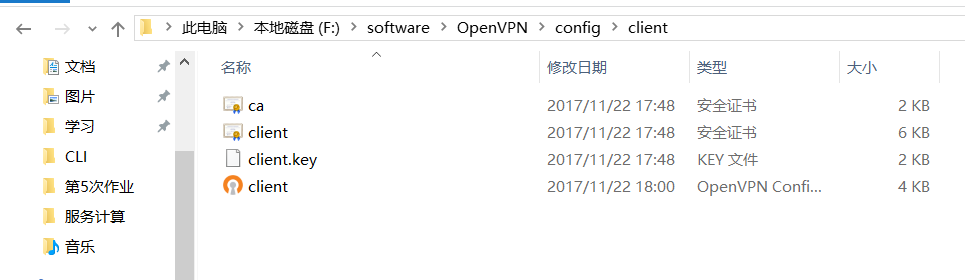 此电脑 > 本地磁盘 (F:) > software > OpenVPN > config > client
文档
图片
学习
CLI
第5次作业
服务计算
音乐
名称 修改日期 类型 大小
ca 2017/11/22 17:48 安全证书 2 KB
client 2017/11/22 17:48 安全证书 6 KB
client.key 2017/11/22 17:48 KEY 文件 2 KB
client 2017/11/22 18:00 OpenVPN Confi... 4 KB